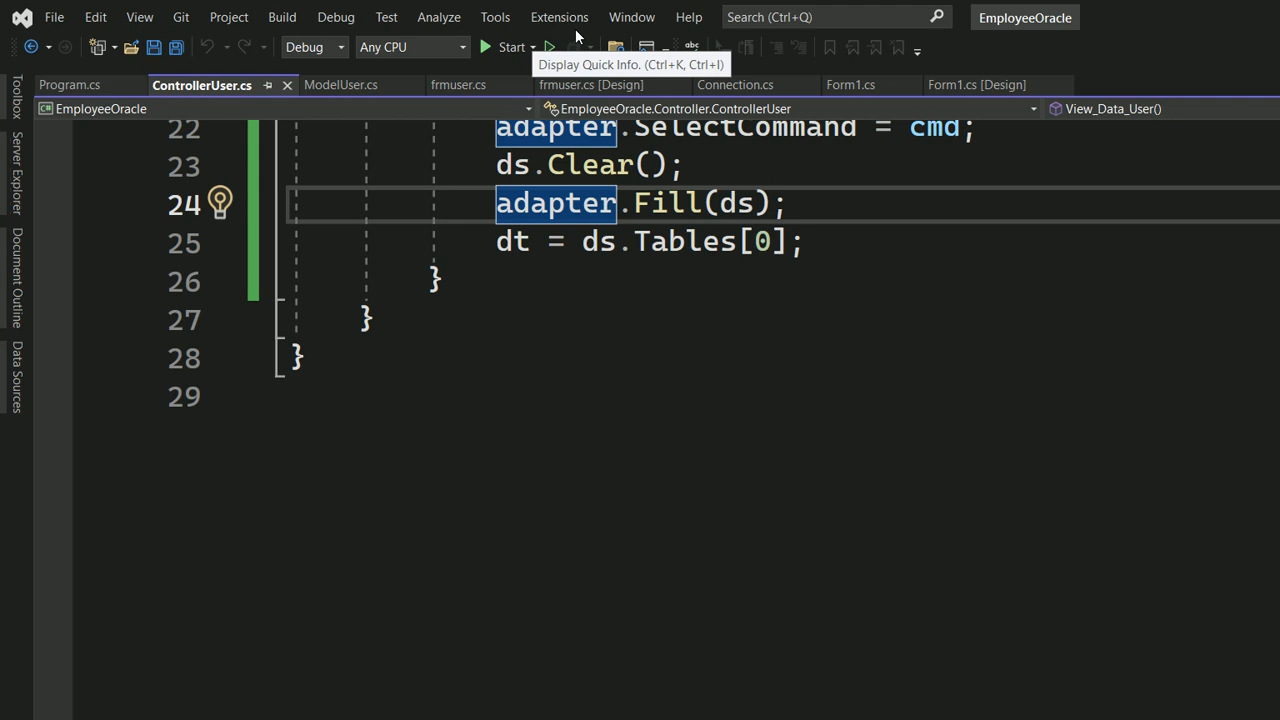 File Edit View Git Project Build Debug Test Analyze Tools Extensions Window Help Search (Ctrl+Q) EmployeeOracle
Debug Any CPU Start
Display Quick Info. (Ctrl+K, Ctrl+I)
Program.cs ControllerUser.cs ModelUser.cs frmuser.cs frmuser.cs [Design] Connection.cs Form1.cs Form1.cs [Design]
EmployeeOracle EmployeeOracle.Controller.ControllerUser View_Data_User()
Toolbox
Server Explorer
Document Outline
Data Sources
22 adapter.SelectCommand = cmd;
23 ds.Clear();
24 adapter.Fill(ds);
25 dt = ds.Tables[0];
26 }
27 }
28 }
29